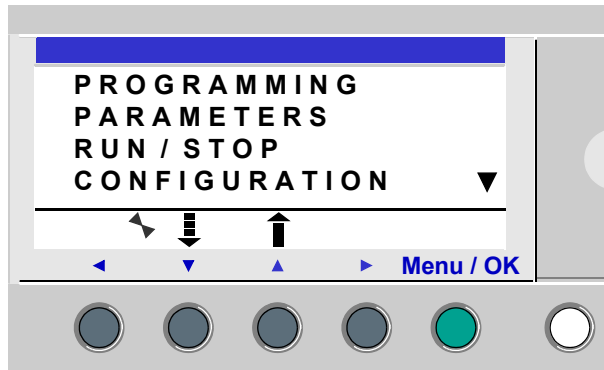 PROGRAMMING
PARAMETERS
RUN / STOP
CONFIGURATION
Menu / OK